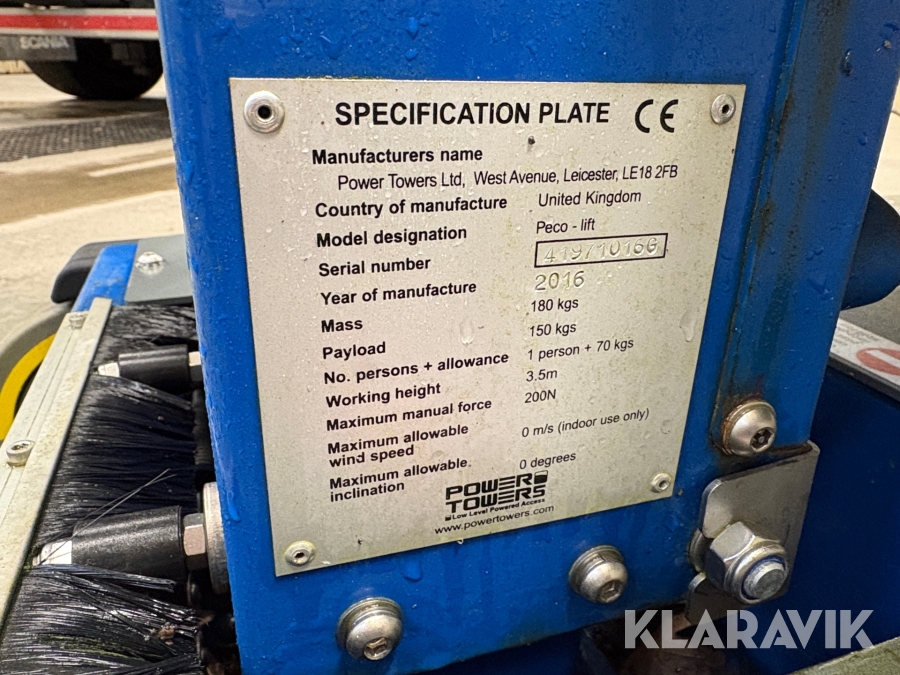 SCANIA
SPECIFICATION PLATE CE
Manufacturers name
Power Towers Ltd, West Avenue, Leicester, LE18 2FB
Country of manufacture United Kingdom
Model designation Peco - lift
Serial number 41971016G
Year of manufacture 2016
Mass 180 kgs
Payload 150 kgs
No. persons + allowance 1 person + 70 kgs
Working height 3.5m
Maximum manual force 200N
Maximum allowable
wind speed 0 m/s (indoor use only)
Maximum allowable
inclination 0 degrees
POWER
TOWERS
Low Level Powered Access
www.powertowers.com
KLARAVIK